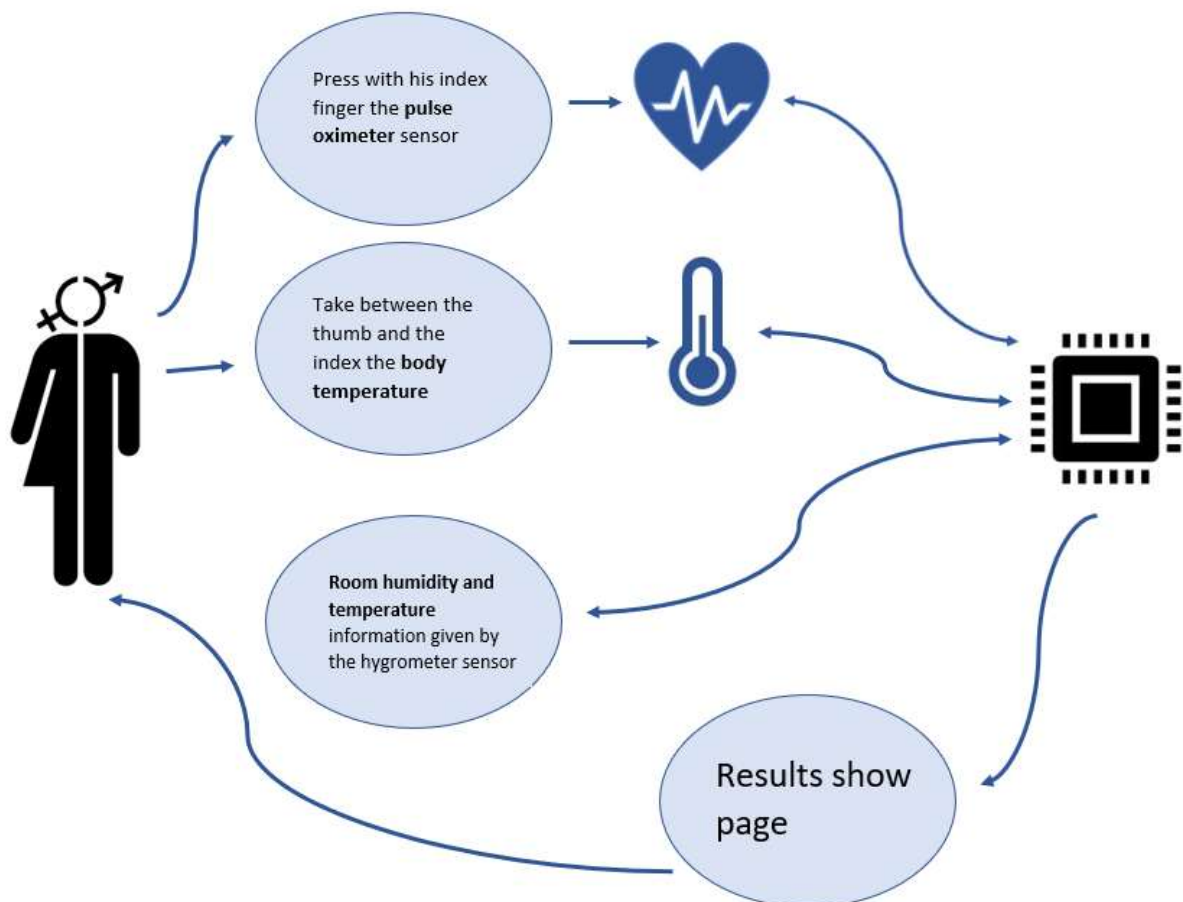 Press with his index
finger the pulse
oximeter sensor
Take between the
thumb and the
index the body
temperature
Room humidity and
temperature
information given by
the hygrometer sensor
Results show
page